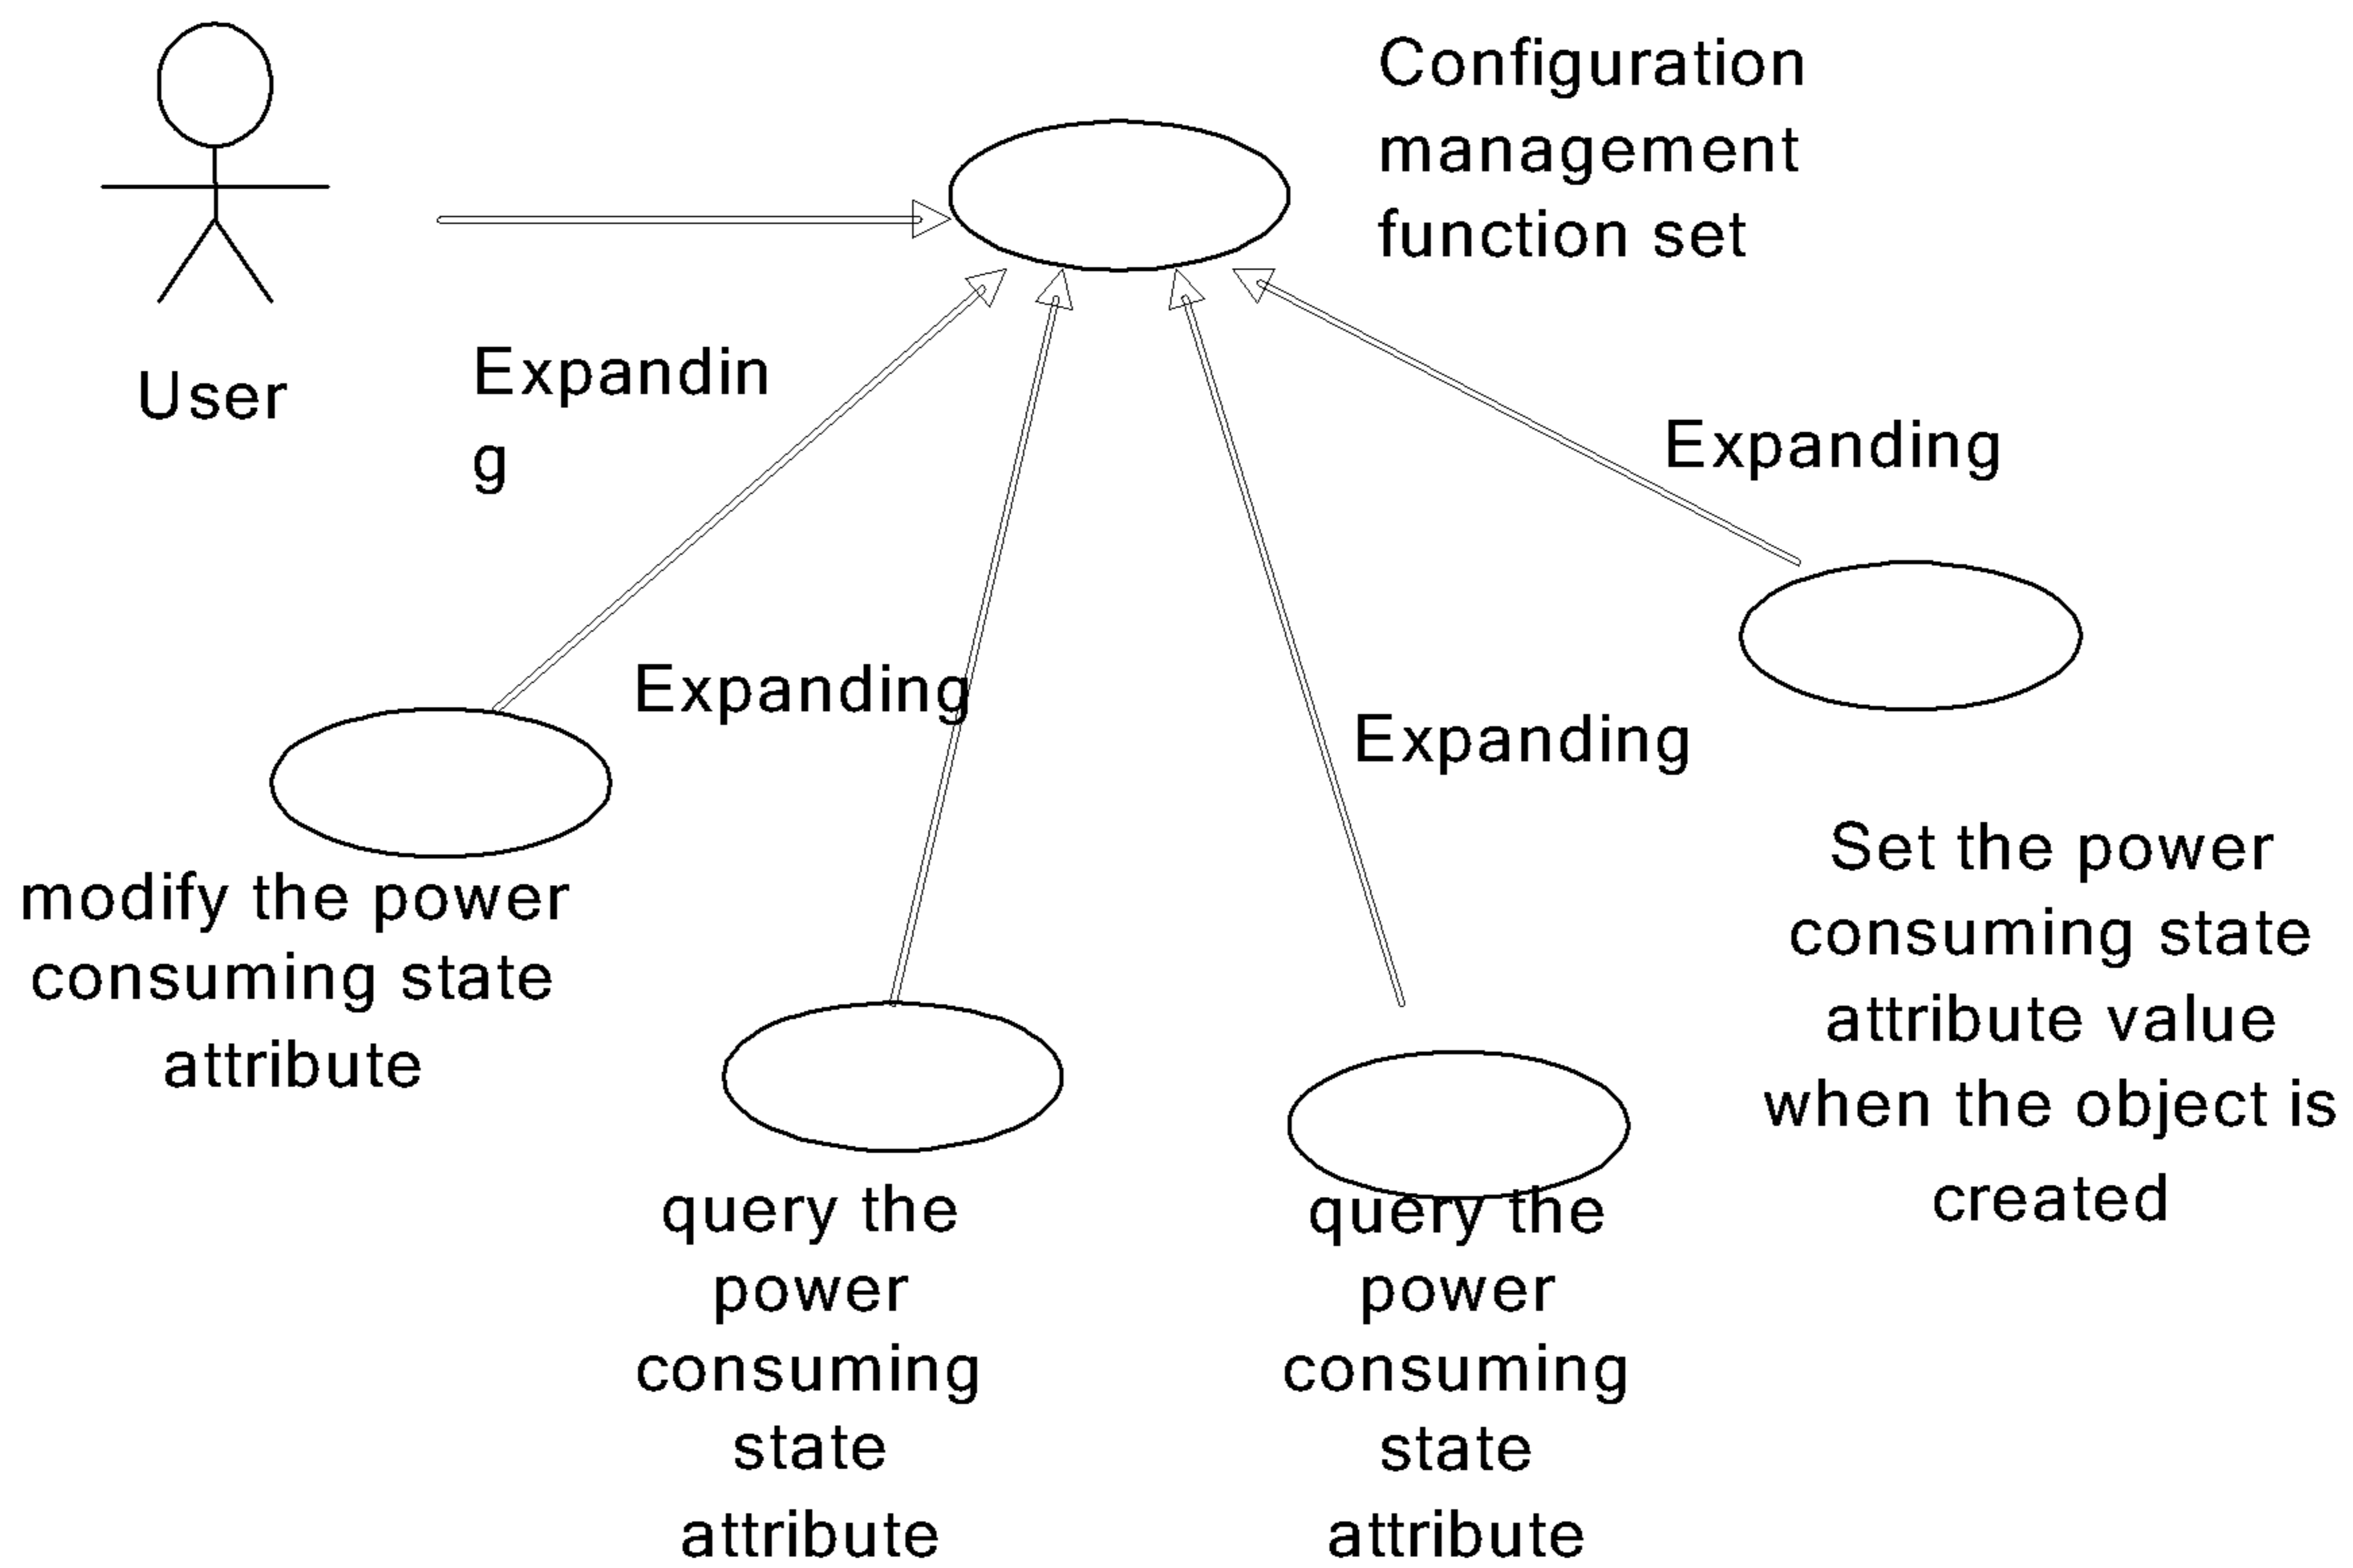 Configuration
management
function set
User
Expandin
g
Expanding
Expanding
Expanding
modify the power
consuming state
attribute
query the
power
consuming
state
attribute
query the
power
consuming
state
attribute
Set the power
consuming state
attribute value
when the object is
created